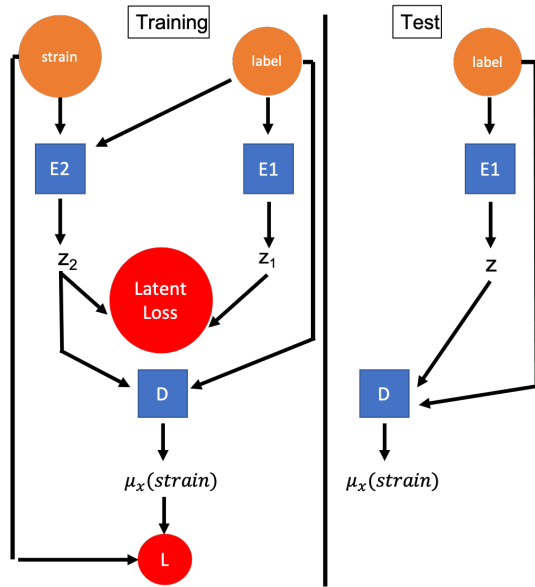 Training
strain
label
E2
E1
z₂
z₁
Latent
Loss
D
μₓ(strain)
L
Test
label
E1
z
D
μₓ(strain)